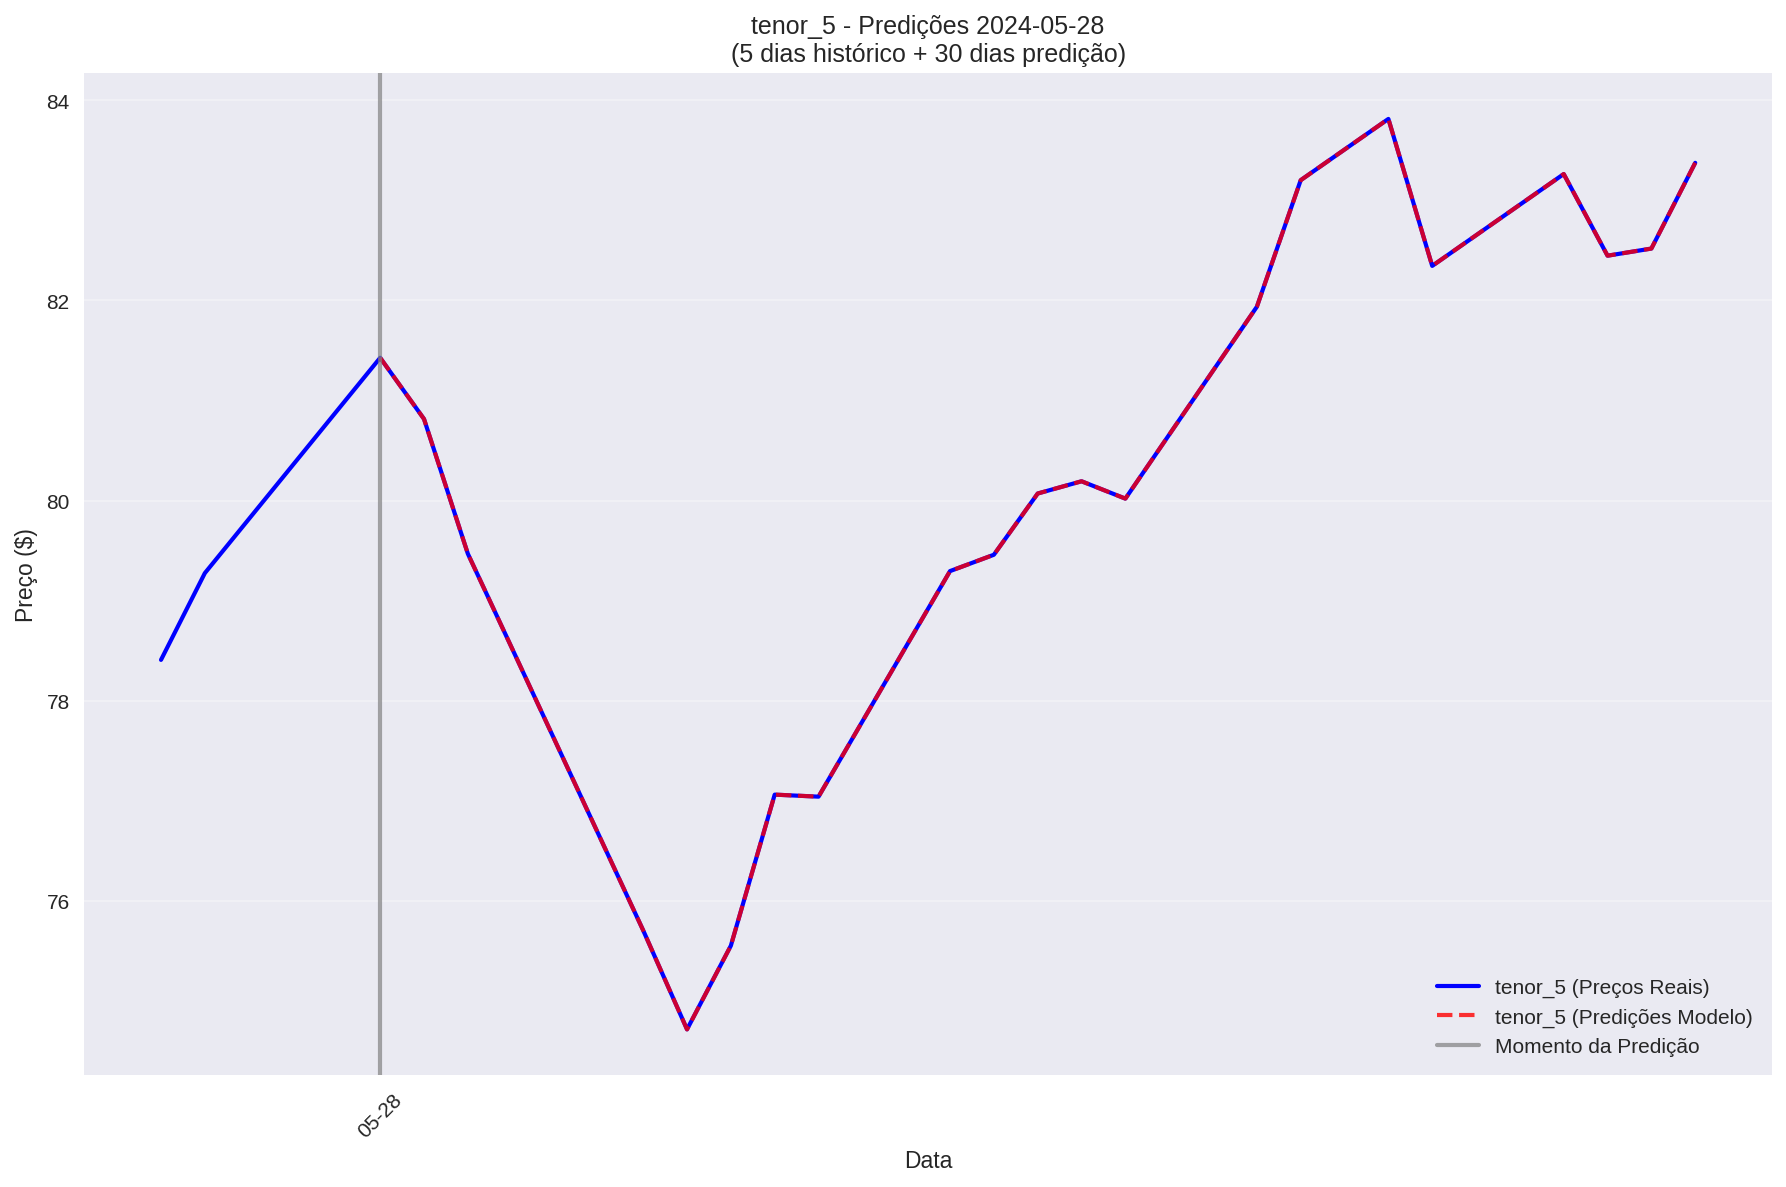 tenor_5 - Predições 2024-05-28
(5 dias histórico + 30 dias predição)
Preço ($)
84
82
80
78
76
tenor_5 (Preços Reais)
tenor_5 (Predições Modelo)
Momento da Predição
05-28
Data